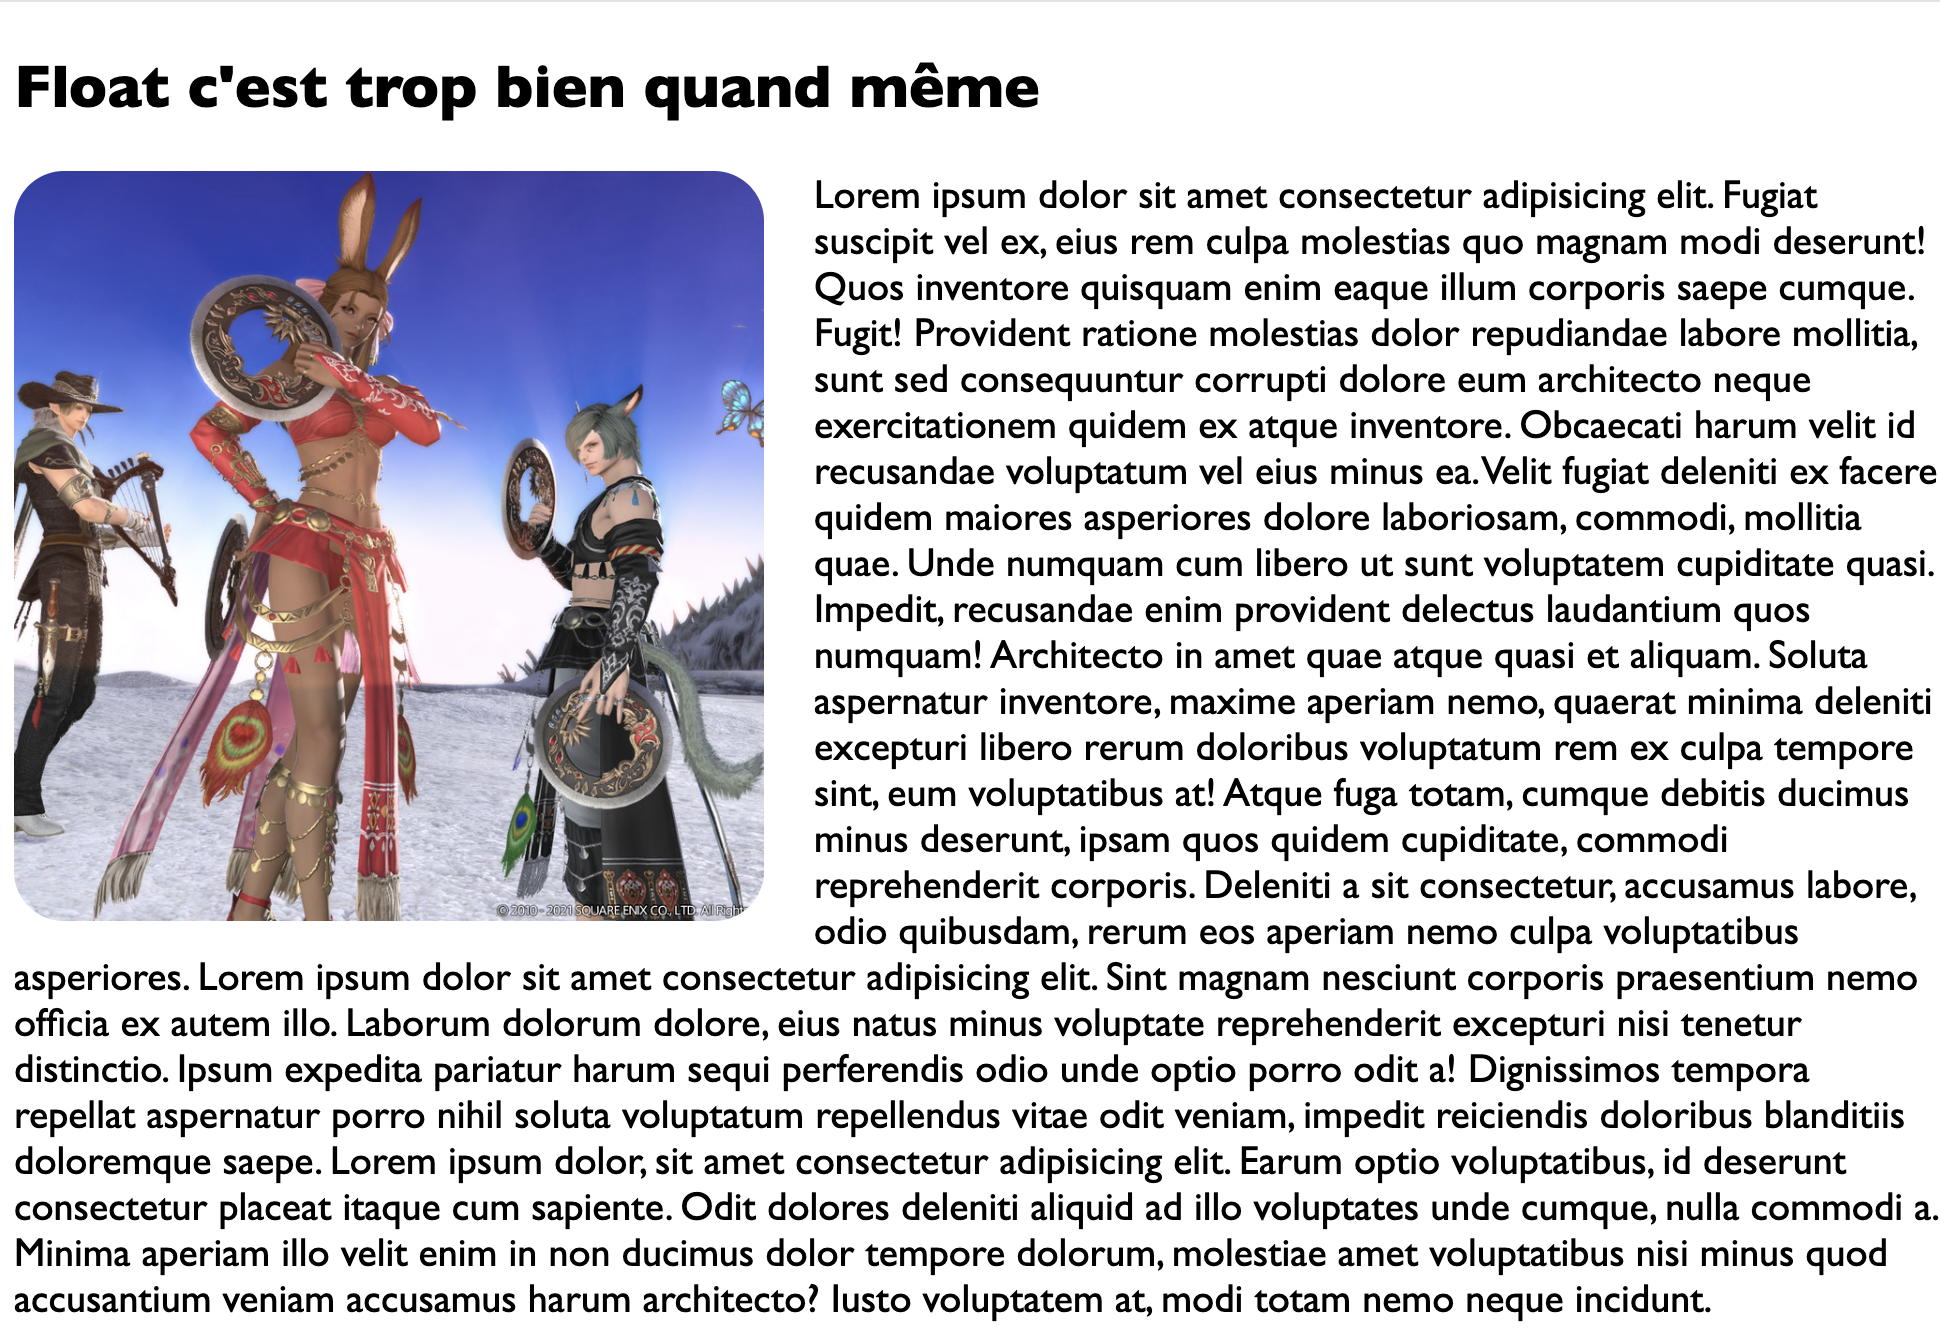 Float c'est trop bien quand même
Lorem ipsum dolor sit amet consectetur adipisicing elit. Fugiat
suscipit vel ex, eius rem culpa molestias quo magnam modi deserunt!
Quos inventore quisquam enim eaque illum corporis saepe cumque.
Fugit! Provident ratione molestias dolor repudiandae labore mollitia,
sunt sed consequuntur corrupti dolore eum architecto neque
exercitationem quidem ex atque inventore. Obcaecati harum velit id
recusandae voluptatum vel eius minus ea. Velit fugiat deleniti ex facere
quidem maiores asperiores dolore laboriosam, commodi, mollitia
quae. Unde numquam cum libero ut sunt voluptatem cupiditate quasi.
Impedit, recusandae enim provident delectus laudantium quos
numquam! Architecto in amet quae atque quasi et aliquam. Soluta
aspernatur inventore, maxime aperiam nemo, quaerat minima deleniti
excepturi libero rerum doloribus voluptatum rem ex culpa tempore
sint, eum voluptatibus at! Atque fuga totam, cumque debitis ducimus
minus deserunt, ipsam quos quidem cupiditate, commodi
reprehenderit corporis. Deleniti a sit consectetur, accusamus labore,
© 2010 - 2021 SQUARE ENIX CO., LTD. All Righ
odio quibusdam, rerum eos aperiam nemo culpa voluptatibus
asperiores. Lorem ipsum dolor sit amet consectetur adipisicing elit. Sint magnam nesciunt corporis praesentium nemo
officia ex autem illo. Laborum dolorum dolore, eius natus minus voluptate reprehenderit excepturi nisi tenetur
distinctio. Ipsum expedita pariatur harum sequi perferendis odio unde optio porro odit a! Dignissimos tempora
repellat aspernatur porro nihil soluta voluptatum repellendus vitae odit veniam, impedit reiciendis doloribus blanditiis
doloremque saepe. Lorem ipsum dolor, sit amet consectetur adipisicing elit. Earum optio voluptatibus, id deserunt
consectetur placeat itaque cum sapiente. Odit dolores deleniti aliquid ad illo voluptates unde cumque, nulla commodi a.
Minima aperiam illo velit enim in non ducimus dolor tempore dolorum, molestiae amet voluptatibus nisi minus quod
accusantium veniam accusamus harum architecto? Iusto voluptatem at, modi totam nemo neque incidunt.